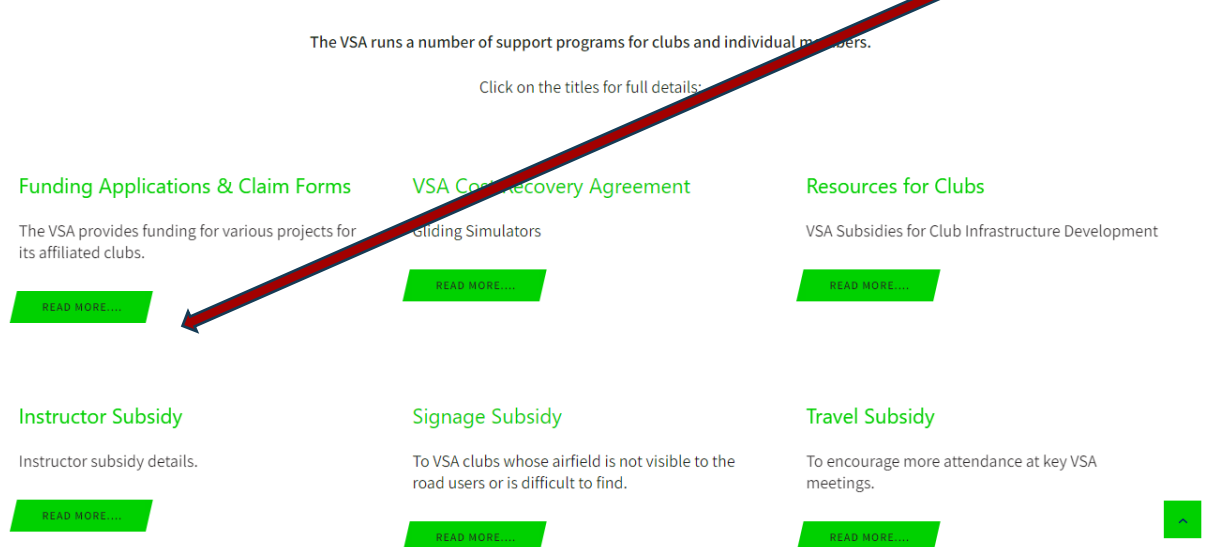 The VSA runs a number of support programs for clubs and individual members.
Click on the titles for full details:
Funding Applications & Claim Forms
The VSA provides funding for various projects for
its affiliated clubs.
READ MORE....
VSA Cost Recovery Agreement
Gliding Simulators
READ MORE....
Resources for Clubs
VSA Subsidies for Club Infrastructure Development
READ MORE....
Instructor Subsidy
Instructor subsidy details.
READ MORE....
Signage Subsidy
To VSA clubs whose airfield is not visible to the
road users or is difficult to find.
READ MORE....
Travel Subsidy
To encourage more attendance at key VSA
meetings.
READ MORE....